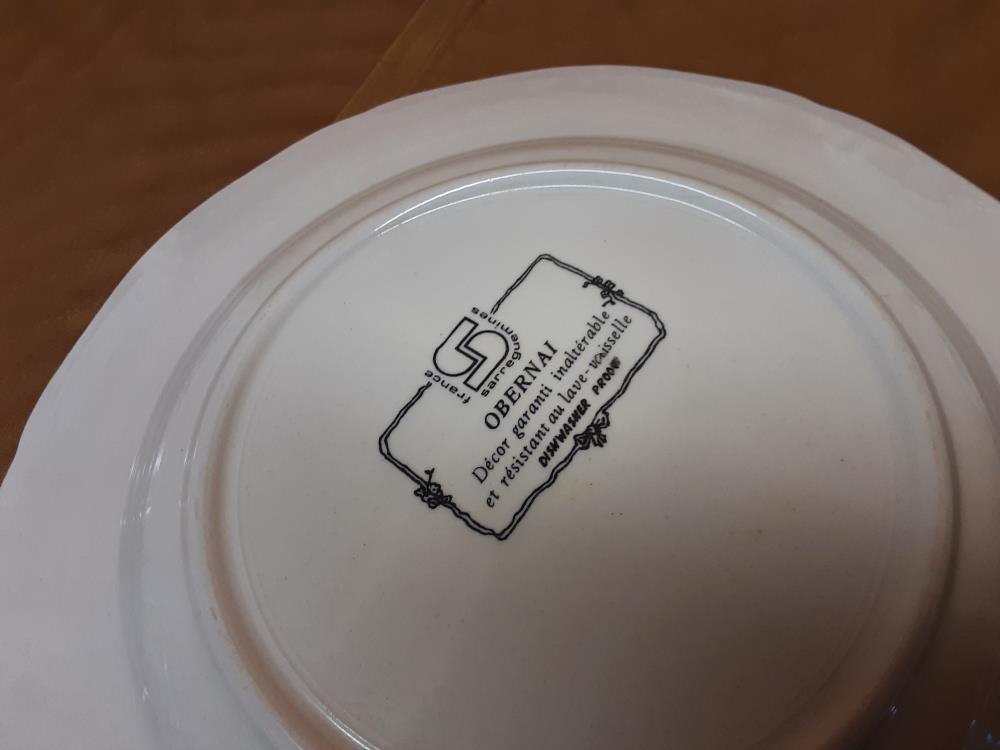 france
sarreguemines
OBERNAI
Décor garanti inaltérable
et résistant au lave-vaisselle
DISHWASHER PROOF